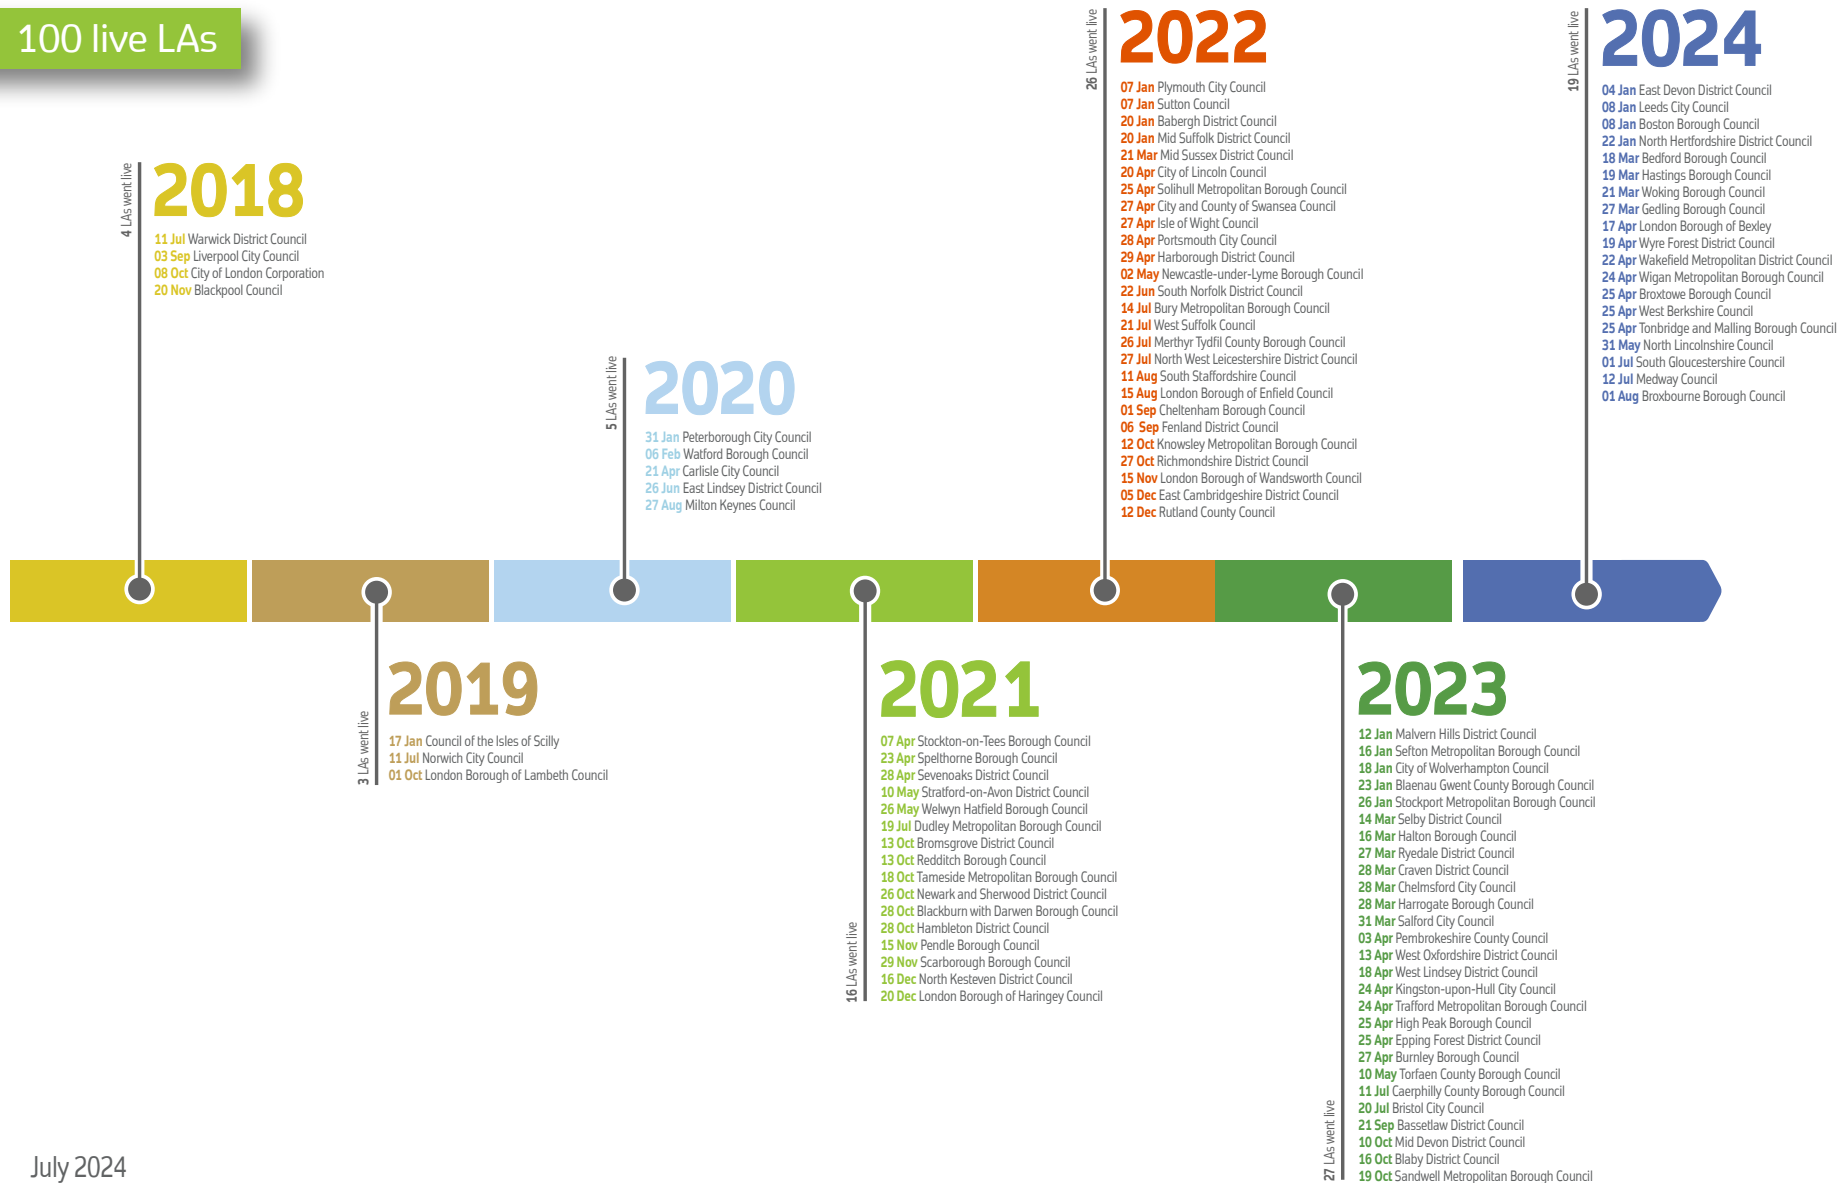 100 live LAs
4 LAs went live
2018
11 Jul Warwick District Council
03 Sep Liverpool City Council
08 Oct City of London Corporation
20 Nov Blackpool Council
3 LAs went live
2019
17 Jan Council of the Isles of Scilly
11 Jul Norwich City Council
01 Oct London Borough of Lambeth Council
5 LAs went live
2020
31 Jan Peterborough City Council
06 Feb Watford Borough Council
21 Apr Carlisle City Council
26 Jun East Lindsey District Council
27 Aug Milton Keynes Council
16 LAs went live
2021
07 Apr Stockton-on-Tees Borough Council
23 Apr Spelthorne Borough Council
28 Apr Sevenoaks District Council
10 May Stratford-on-Avon District Council
26 May Welwyn Hatfield Borough Council
19 Jul Dudley Metropolitan Borough Council
13 Oct Bromsgrove District Council
13 Oct Redditch Borough Council
18 Oct Tameside Metropolitan Borough Council
26 Oct Newark and Sherwood District Council
28 Oct Blackburn with Darwen Borough Council
28 Oct Hambleton District Council
15 Nov Pendle Borough Council
29 Nov Scarborough Borough Council
16 Dec North Kesteven District Council
20 Dec London Borough of Haringey Council
26 LAs went live
2022
07 Jan Plymouth City Council
07 Jan Sutton Council
20 Jan Babergh District Council
20 Jan Mid Suffolk District Council
21 Mar Mid Sussex District Council
20 Apr City of Lincoln Council
25 Apr Solihull Metropolitan Borough Council
27 Apr City and County of Swansea Council
27 Apr Isle of Wight Council
28 Apr Portsmouth City Council
29 Apr Harborough District Council
02 May Newcastle-under-Lyme Borough Council
22 Jun South Norfolk District Council
14 Jul Bury Metropolitan Borough Council
21 Jul West Suffolk Council
26 Jul Merthyr Tydfil County Borough Council
27 Jul North West Leicestershire District Council
11 Aug South Staffordshire Council
15 Aug London Borough of Enfield Council
01 Sep Cheltenham Borough Council
06 Sep Fenland District Council
12 Oct Knowsley Metropolitan Borough Council
27 Oct Richmondshire District Council
15 Nov London Borough of Wandsworth Council
05 Dec East Cambridgeshire District Council
12 Dec Rutland County Council
27 LAs went live
2023
12 Jan Malvern Hills District Council
16 Jan Sefton Metropolitan Borough Council
18 Jan City of Wolverhampton Council
23 Jan Blaenau Gwent County Borough Council
26 Jan Stockport Metropolitan Borough Council
14 Mar Selby District Council
16 Mar Halton Borough Council
27 Mar Ryedale District Council
28 Mar Craven District Council
28 Mar Chelmsford City Council
28 Mar Harrogate Borough Council
31 Mar Salford City Council
03 Apr Pembrokeshire County Council
13 Apr West Oxfordshire District Council
18 Apr West Lindsey District Council
24 Apr Kingston-upon-Hull City Council
24 Apr Trafford Metropolitan Borough Council
25 Apr High Peak Borough Council
25 Apr Epping Forest District Council
27 Apr Burnley Borough Council
10 May Torfaen County Borough Council
11 Jul Caerphilly County Borough Council
20 Jul Bristol City Council
21 Sep Bassetlaw District Council
10 Oct Mid Devon District Council
16 Oct Blaby District Council
19 Oct Sandwell Metropolitan Borough Council
19 LAs went live
2024
04 Jan East Devon District Council
08 Jan Leeds City Council
08 Jan Boston Borough Council
22 Jan North Hertfordshire District Council
18 Mar Bedford Borough Council
19 Mar Hastings Borough Council
21 Mar Woking Borough Council
27 Mar Gedling Borough Council
17 Apr London Borough of Bexley
19 Apr Wyre Forest District Council
22 Apr Wakefield Metropolitan District Council
24 Apr Wigan Metropolitan Borough Council
25 Apr Broxtowe Borough Council
25 Apr West Berkshire Council
25 Apr Tonbridge and Malling Borough Council
31 May North Lincolnshire Council
01 Jul South Gloucestershire Council
12 Jul Medway Council
01 Aug Broxbourne Borough Council
July 2024